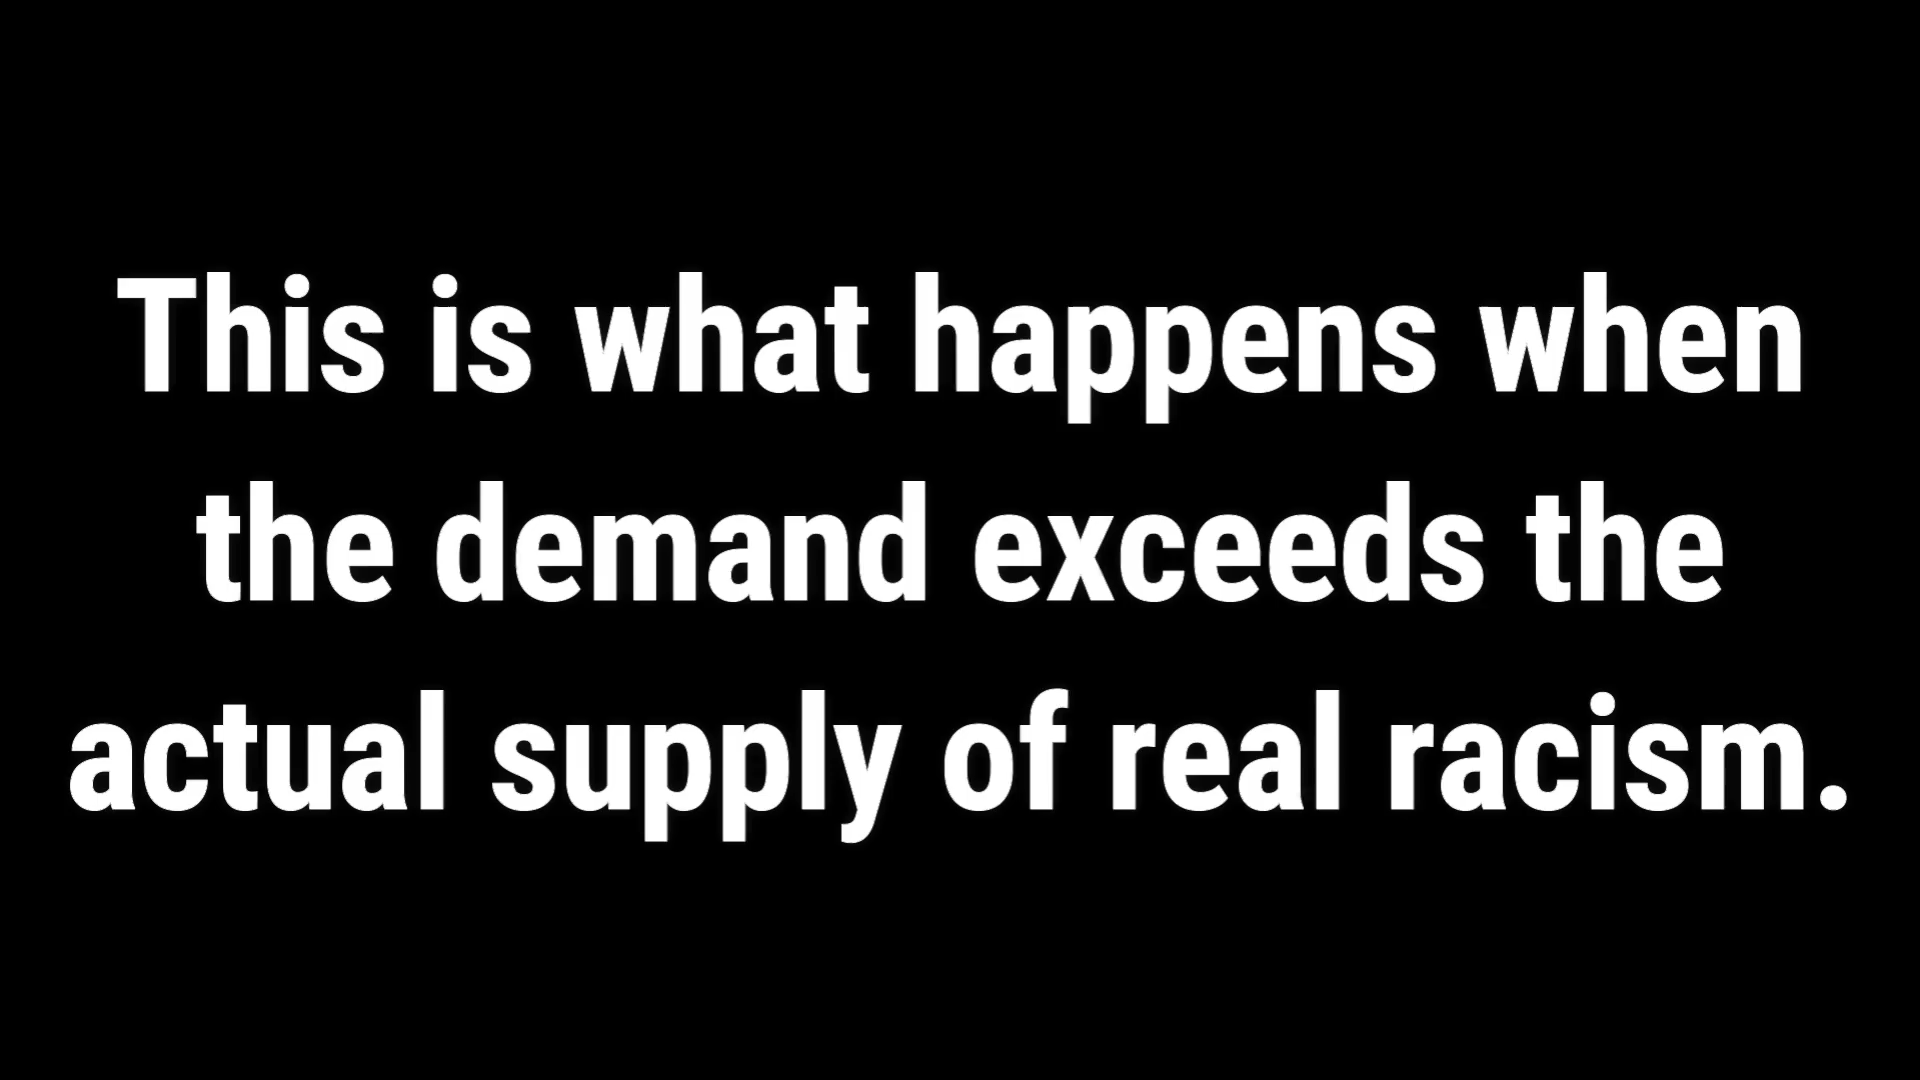 This is what happens when
the demand exceeds the
actual supply of real racism.